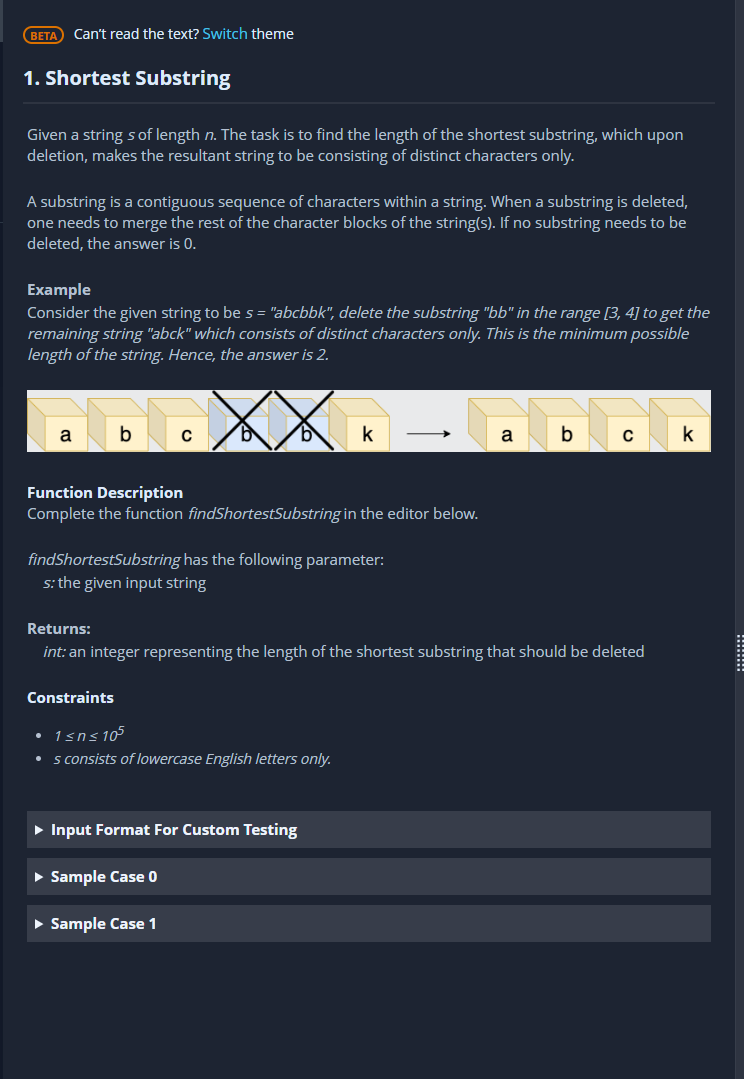 BETA Can't read the text? Switch theme
1. Shortest Substring
Given a string s of length n. The task is to find the length of the shortest substring, which upon
deletion, makes the resultant string to be consisting of distinct characters only.
A substring is a contiguous sequence of characters within a string. When a substring is deleted,
one needs to merge the rest of the character blocks of the string(s). If no substring needs to be
deleted, the answer is 0.
Example
Consider the given string to be s = "abcbbk", delete the substring "bb" in the range [3, 4] to get the
remaining string "abck" which consists of distinct characters only. This is the minimum possible
length of the string. Hence, the answer is 2.
a b c b b k a b c k
Function Description
Complete the function findShortestSubstring in the editor below.
findShortestSubstring has the following parameter:
s: the given input string
Returns:
int: an integer representing the length of the shortest substring that should be deleted
Constraints
• 1 ≤ n ≤ 10⁵
• s consists of lowercase English letters only.
Input Format For Custom Testing
Sample Case 0
Sample Case 1